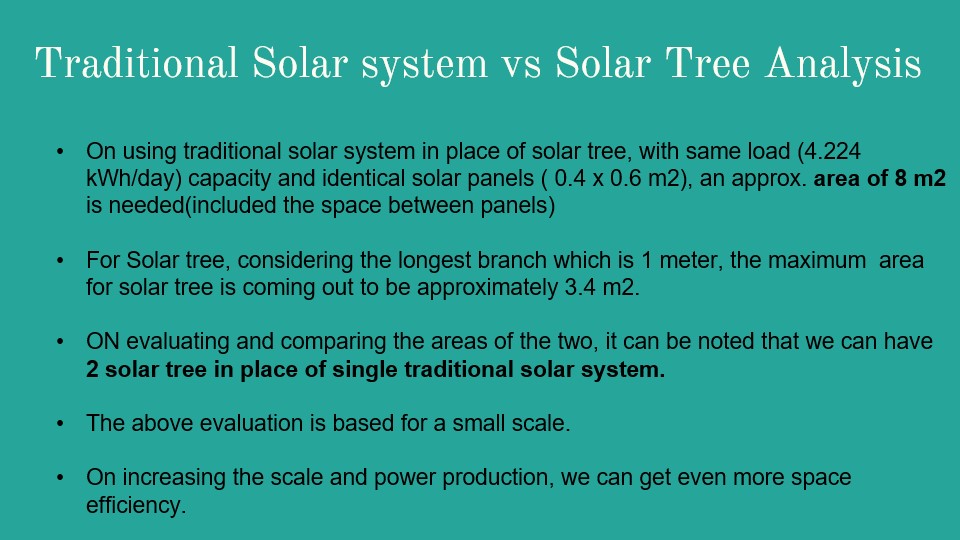 Traditional Solar system vs Solar Tree Analysis
• On using traditional solar system in place of solar tree, with same load (4.224
kWh/day) capacity and identical solar panels ( 0.4 x 0.6 m2), an approx. area of 8 m2
is needed(included the space between panels)
• For Solar tree, considering the longest branch which is 1 meter, the maximum  area
for solar tree is coming out to be approximately 3.4 m2.
• ON evaluating and comparing the areas of the two, it can be noted that we can have
2 solar tree in place of single traditional solar system.
• The above evaluation is based for a small scale.
• On increasing the scale and power production, we can get even more space
efficiency.